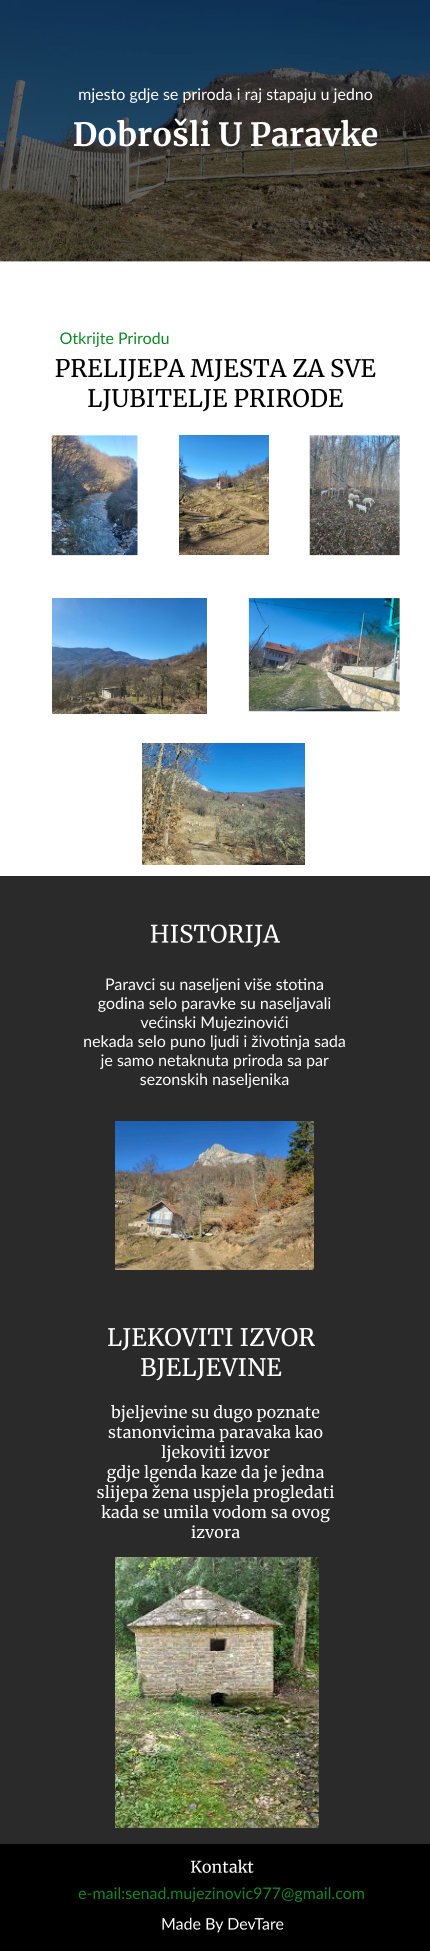 mjesto gdje se priroda i raj stapaju u jedno
Dobrošli U Paravke
Otkrijte Prirodu
PRELIJEPA MJESTA ZA SVE
LJUBITELJE PRIRODE
HISTORIJA
Paravci su naseljeni više stotina
godina selo paravke su naseljavali
većinski Mujezinovići
nekada selo puno ljudi i životinja sada
je samo netaknuta priroda sa par
sezonskih naseljenika
LJEKOVITI IZVOR
BJELJEVINE
bjeljevine su dugo poznate
stanonvicima paravaka kao
ljekoviti izvor
gdje lgenda kaze da je jedna
slijepa žena uspjela progledati
kada se umila vodom sa ovog
izvora
Kontakt
e-mail:senad.mujezinovic977@gmail.com
Made By DevTare